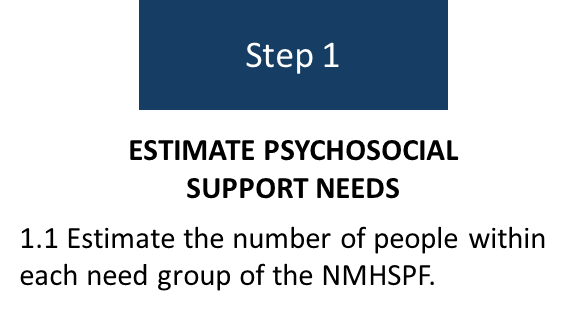 Step 1
ESTIMATE PSYCHOSOCIAL
SUPPORT NEEDS
1.1 Estimate the number of people within
each need group of the NMHSPF.